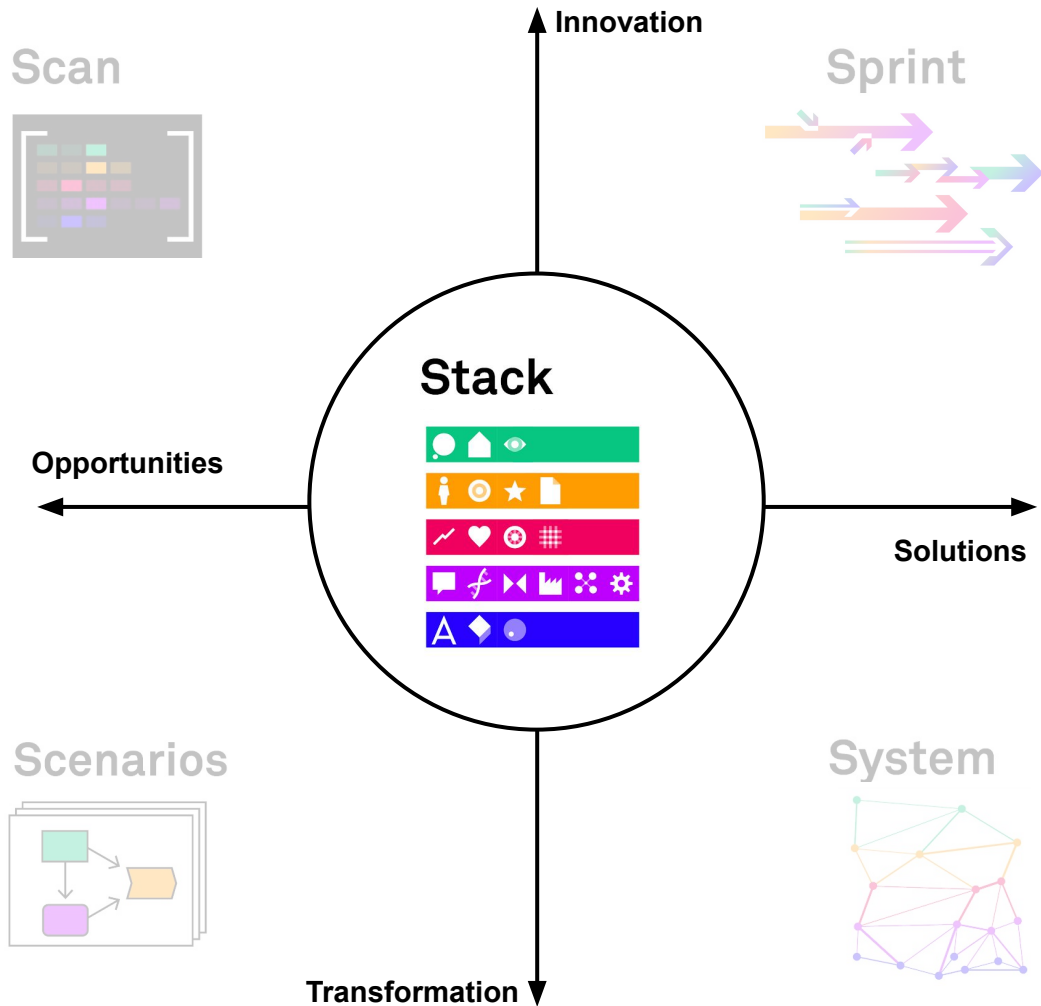 Innovation
Scan
Sprint
Stack
Opportunities
Solutions
Scenarios
System
Transformation